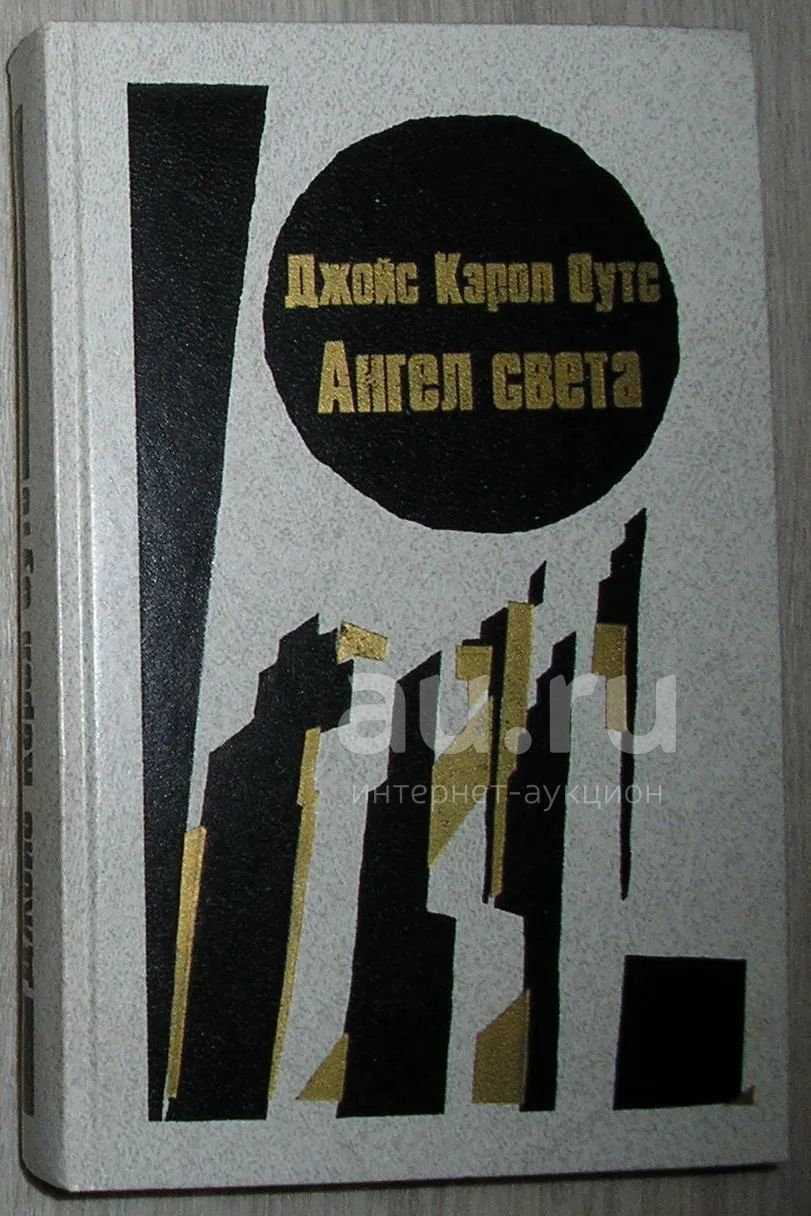 Джойс Кэрол Оутс
Ангел света
au.ru
интернет-аукцион